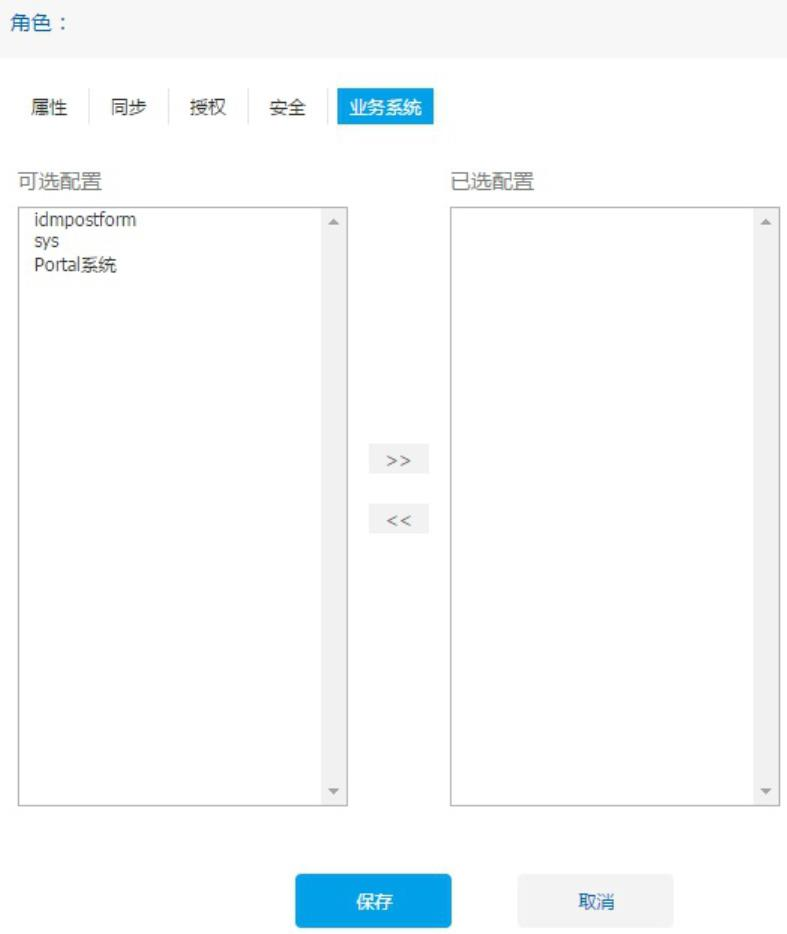 角色：
属性 同步 授权 安全 业务系统
可选配置 已选配置
idmpostform
sys
Portal系统
>>
<<
保存 取消